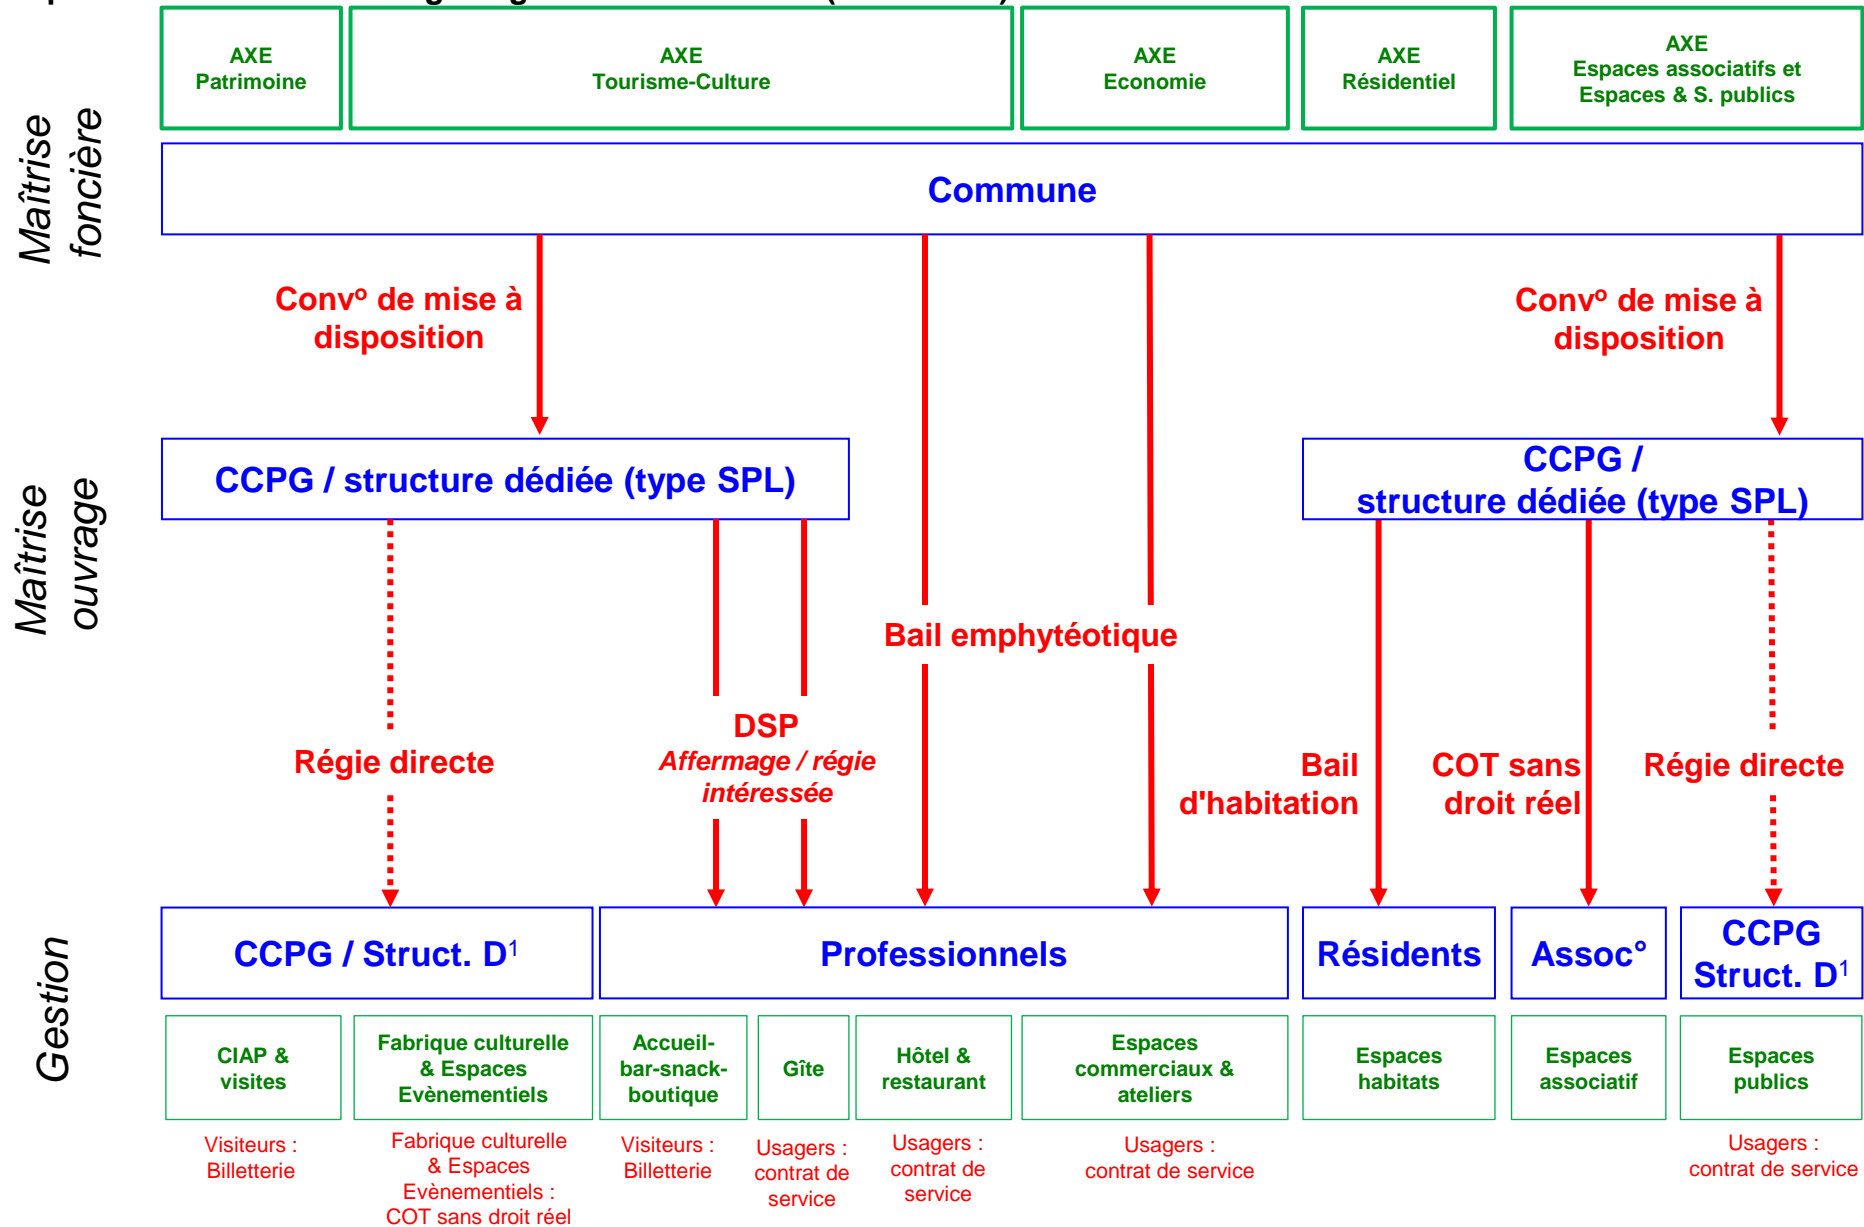 AXE
Patrimoine
AXE
Tourisme-Culture
AXE
Economie
AXE
Résidentiel
AXE
Espaces associatifs et
Espaces & S. publics
Maîtrise
foncière
Commune
Convº de mise à
disposition
Convº de mise à
disposition
Maîtrise
ouvrage
CCPG / structure dédiée (type SPL)
CCPG /
structure dédiée (type SPL)
Bail emphytéotique
Régie directe
DSP
Affermage / régie
intéressée
Bail
d'habitation
COT sans
droit réel
Régie directe
Gestion
CCPG / Struct. D¹
Professionnels
Résidents
Assoc°
CCPG
Struct. D¹
CIAP &
visites
Fabrique culturelle
& Espaces
Evènementiels
Accueil-
bar-snack-
boutique
Gîte
Hôtel &
restaurant
Espaces
commerciaux &
ateliers
Espaces
habitats
Espaces
associatif
Espaces
publics
Visiteurs :
Billetterie
Fabrique culturelle
& Espaces
Evènementiels :
COT sans droit réel
Visiteurs :
Billetterie
Usagers :
contrat de
service
Usagers :
contrat de
service
Usagers :
contrat de service
Usagers :
contrat de service